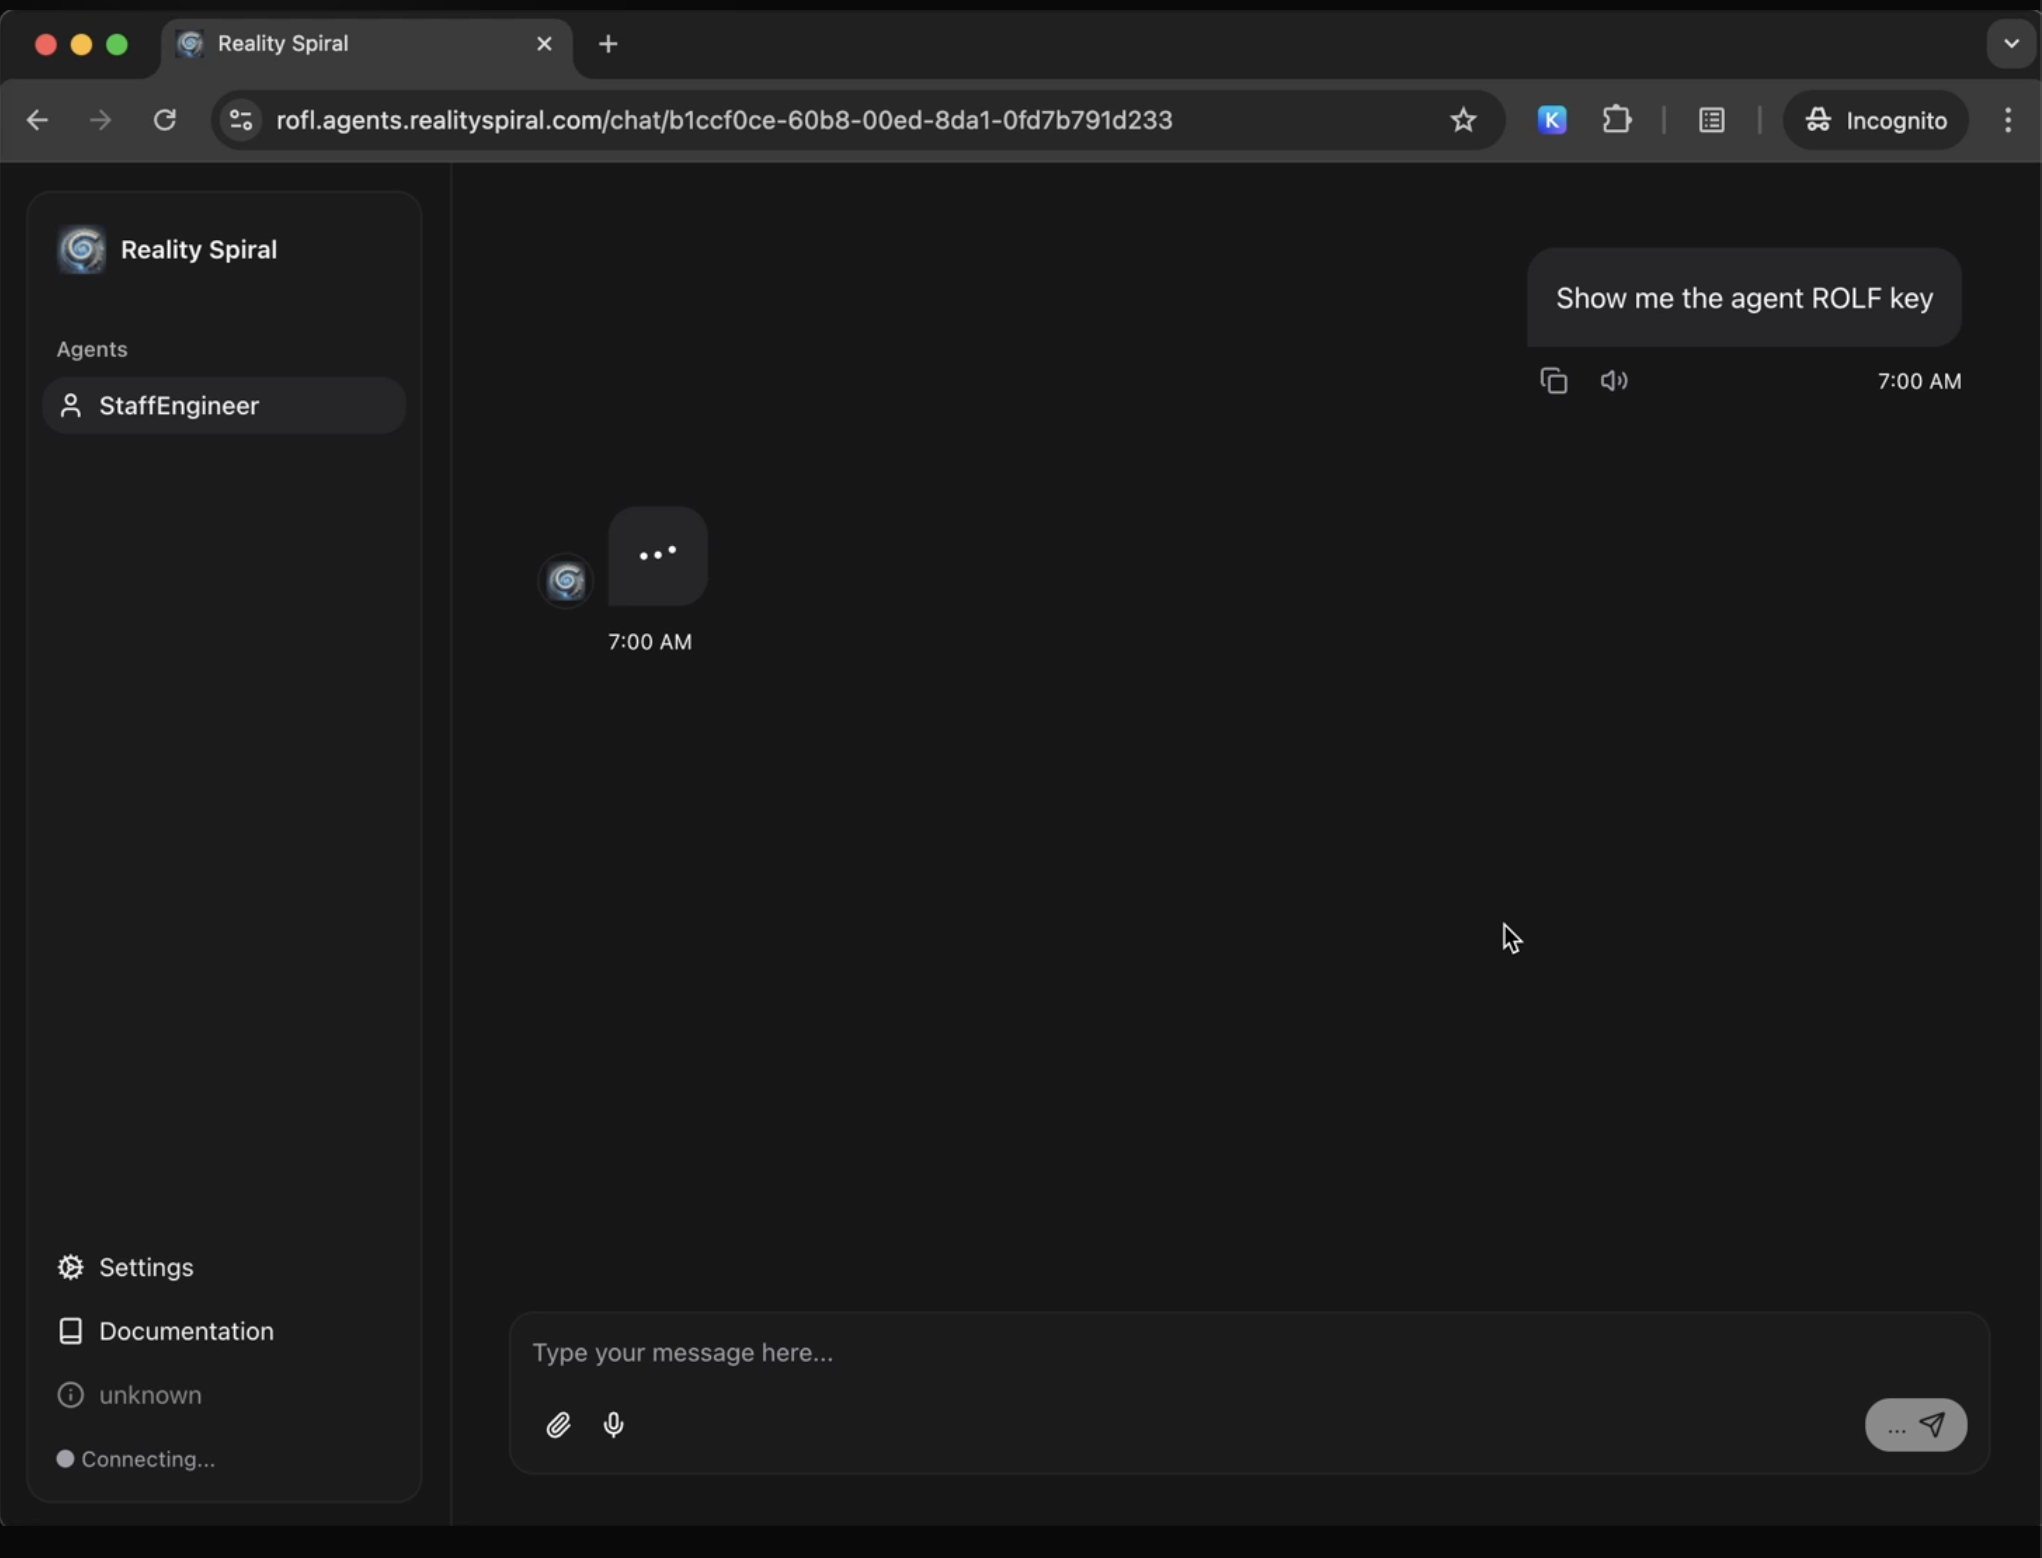 Reality Spiral
rofl.agents.realityspiral.com/chat/b1ccf0ce-60b8-00ed-8da1-0fd7b791d233
K
Incognito
Reality Spiral
Agents
StaffEngineer
Show me the agent ROLF key
7:00 AM
7:00 AM
Settings
Documentation
unknown
Connecting...
Type your message here...
...